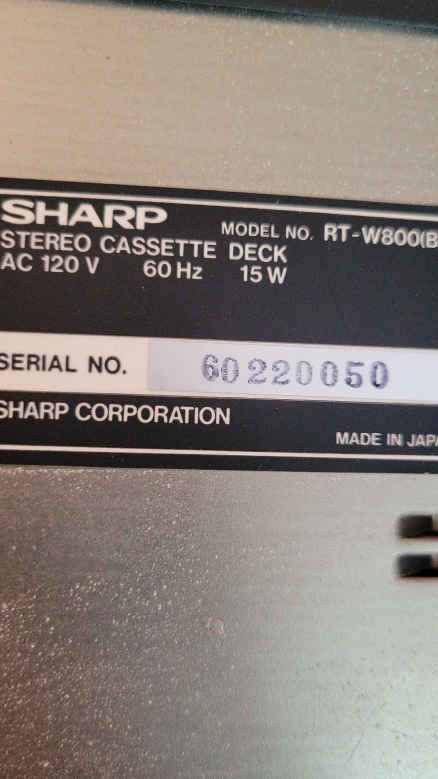 SHARP
MODEL NO. RT-W800(B
STEREO CASSETTE DECK
AC 120 V 60 Hz 15 W
SERIAL NO. 60220050
SHARP CORPORATION
MADE IN JAPA